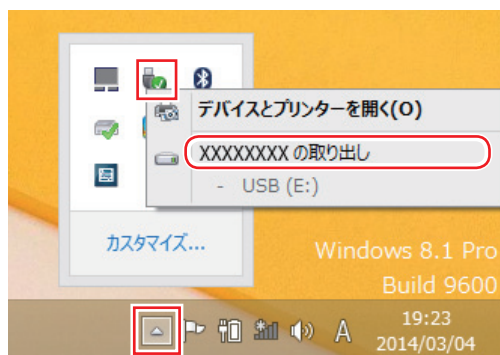 デバイスとプリンターを開く(O)
XXXXXXXX の取り出し
- USB (E:)
カスタマイズ...
Windows 8.1 Pro
Build 9600
A
19:23
2014/03/04